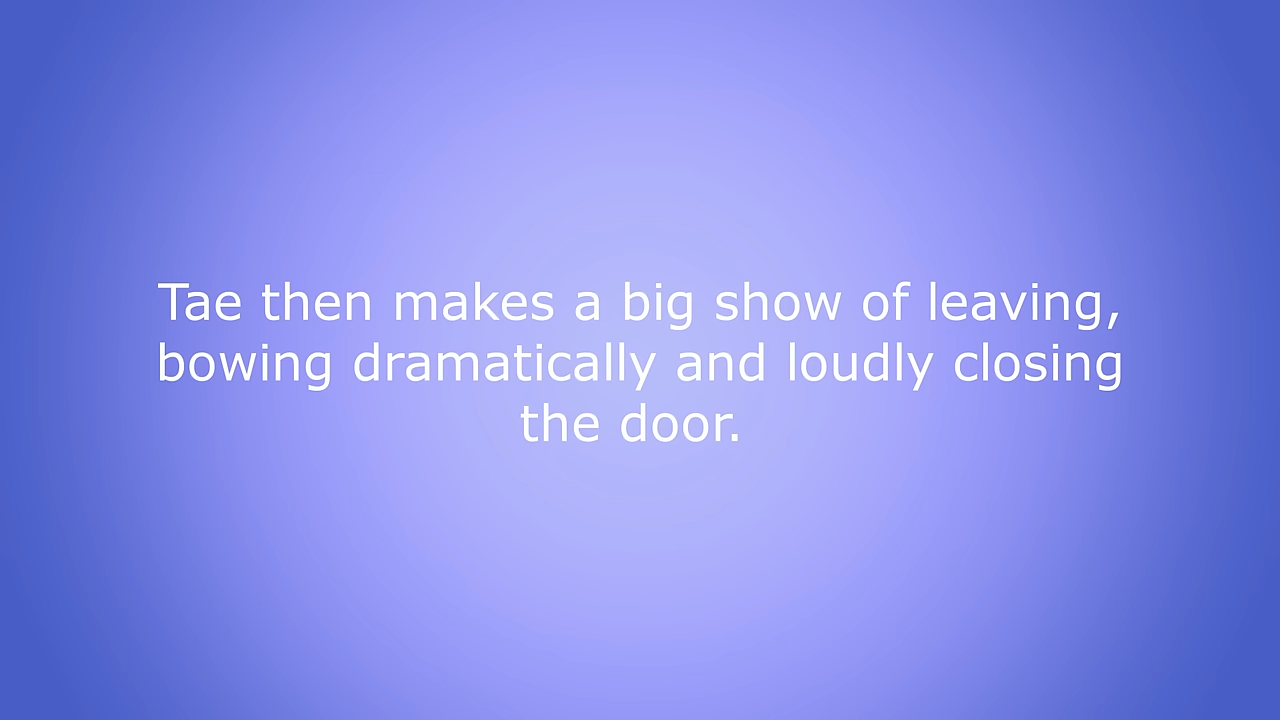 Tae then makes a big show of leaving,
bowing dramatically and loudly closing
the door.